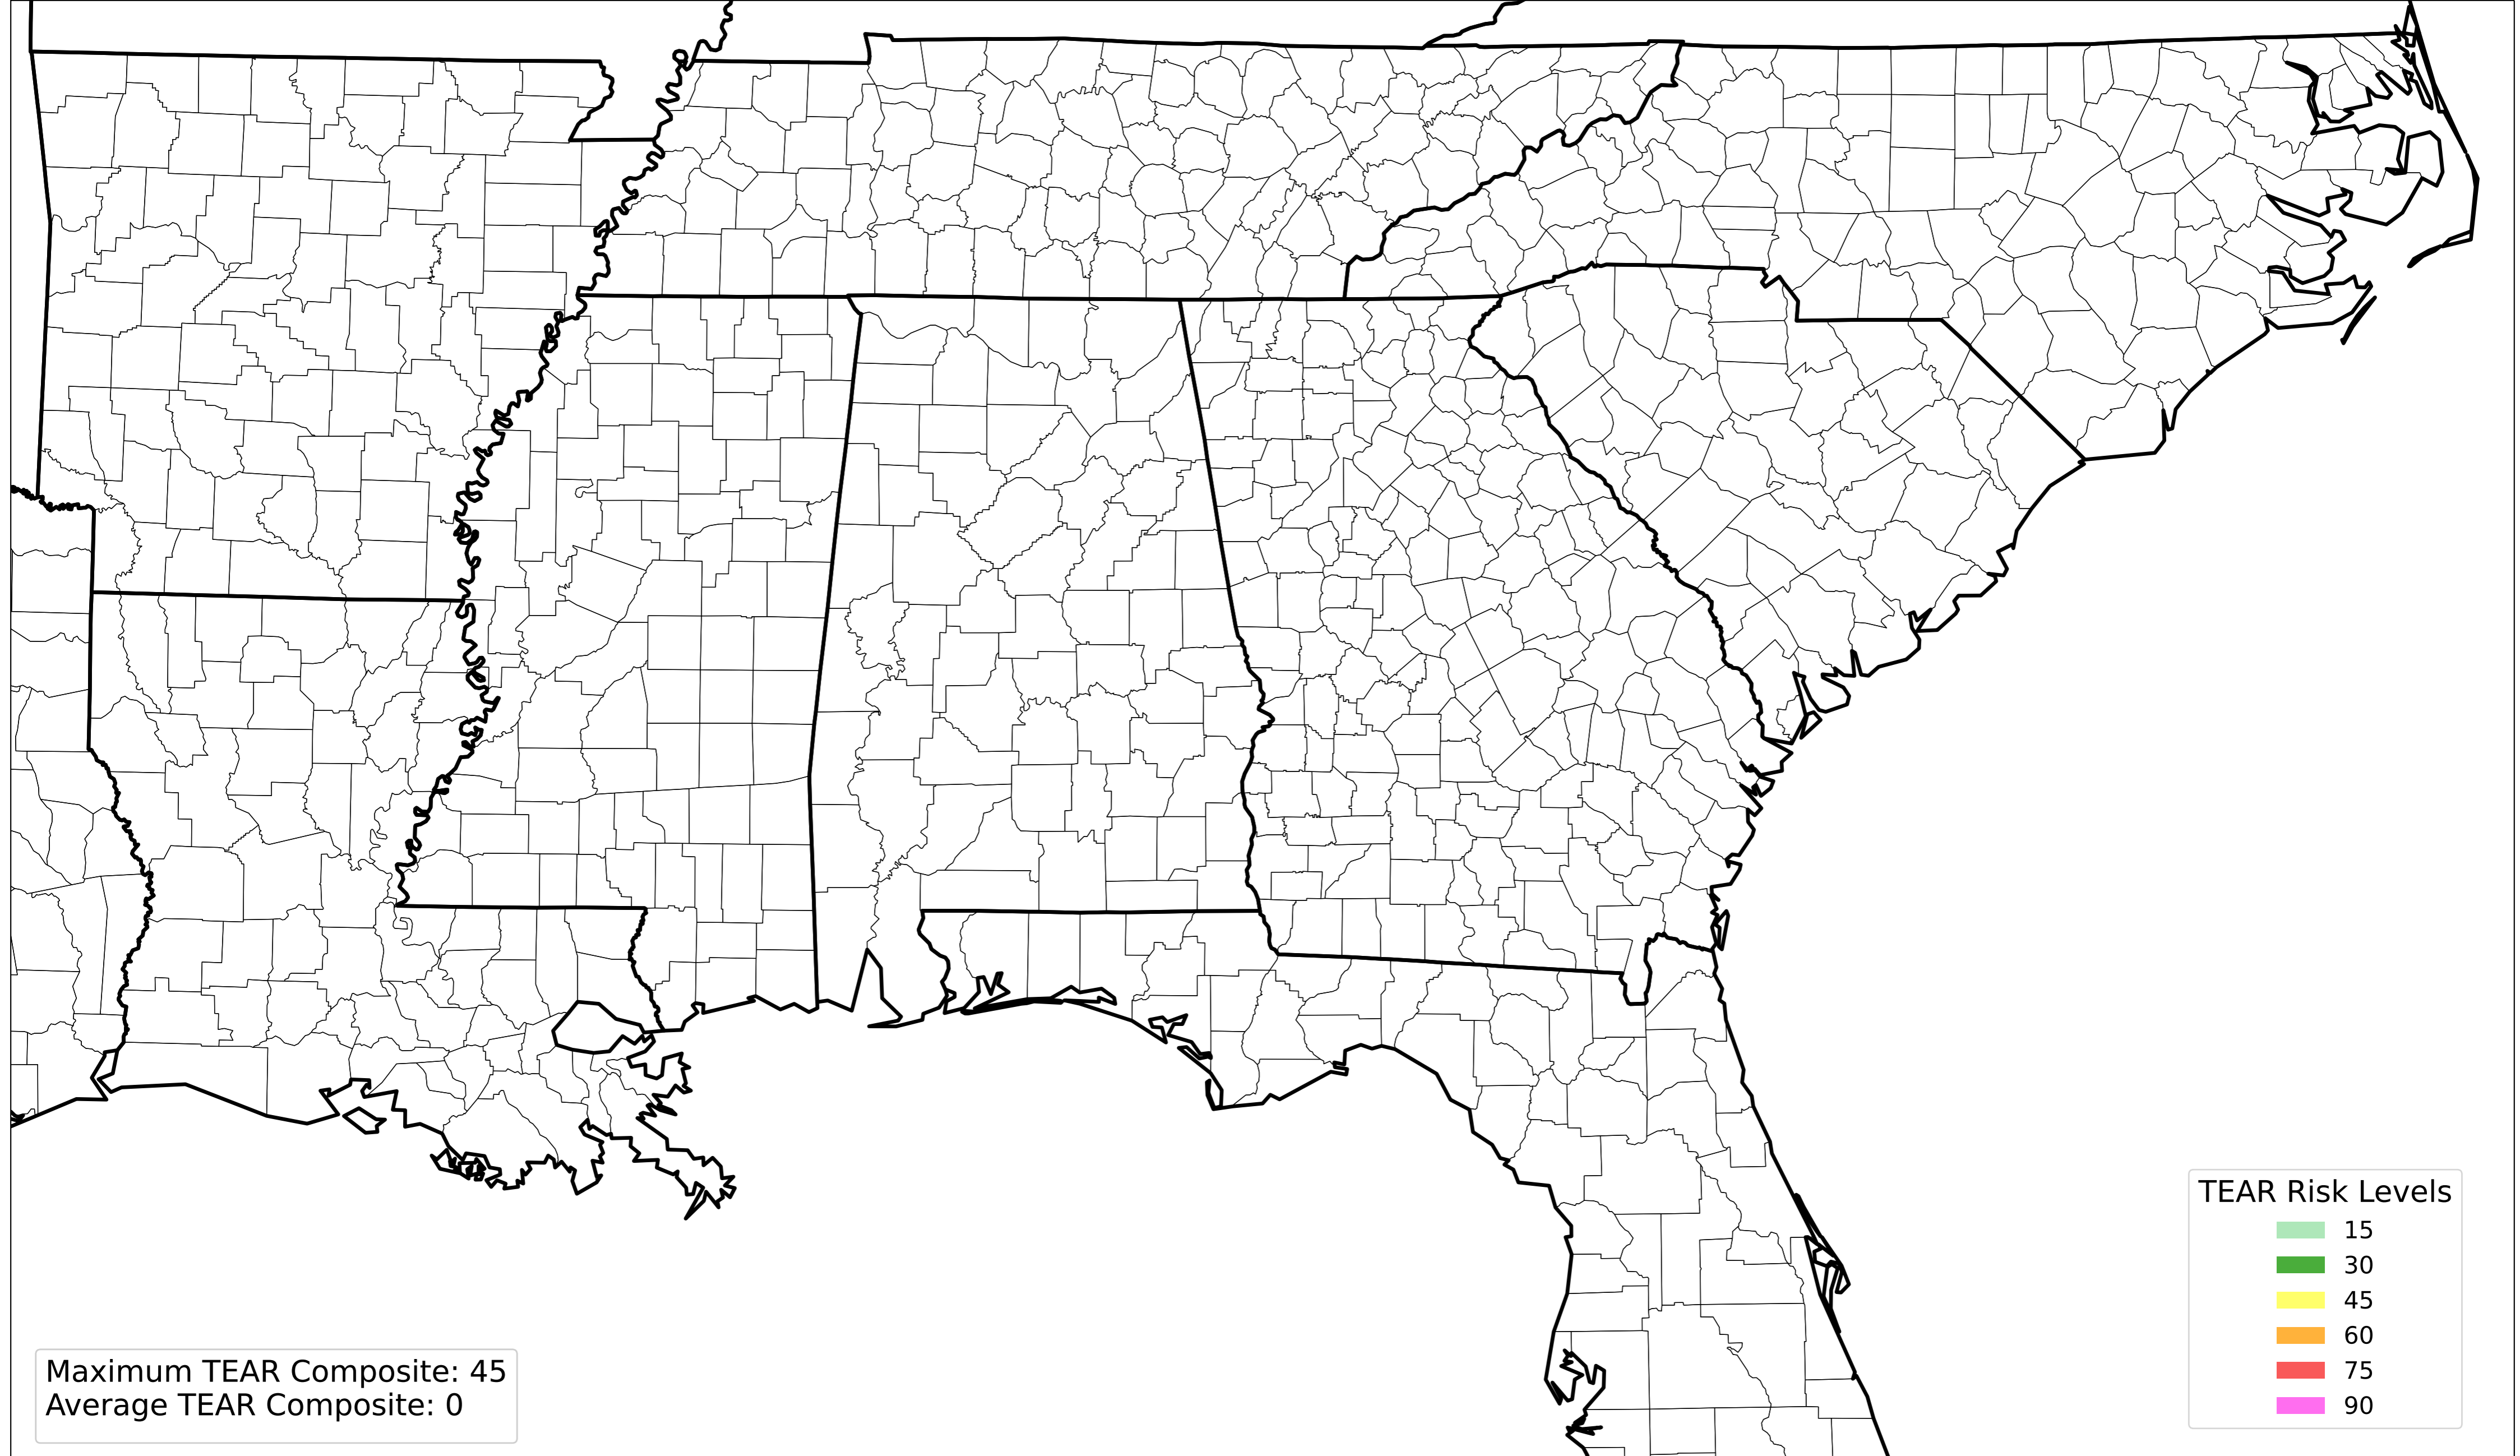 TEAR Risk Levels
15
30
45
60
75
90
Maximum TEAR Composite: 45
Average TEAR Composite: 0